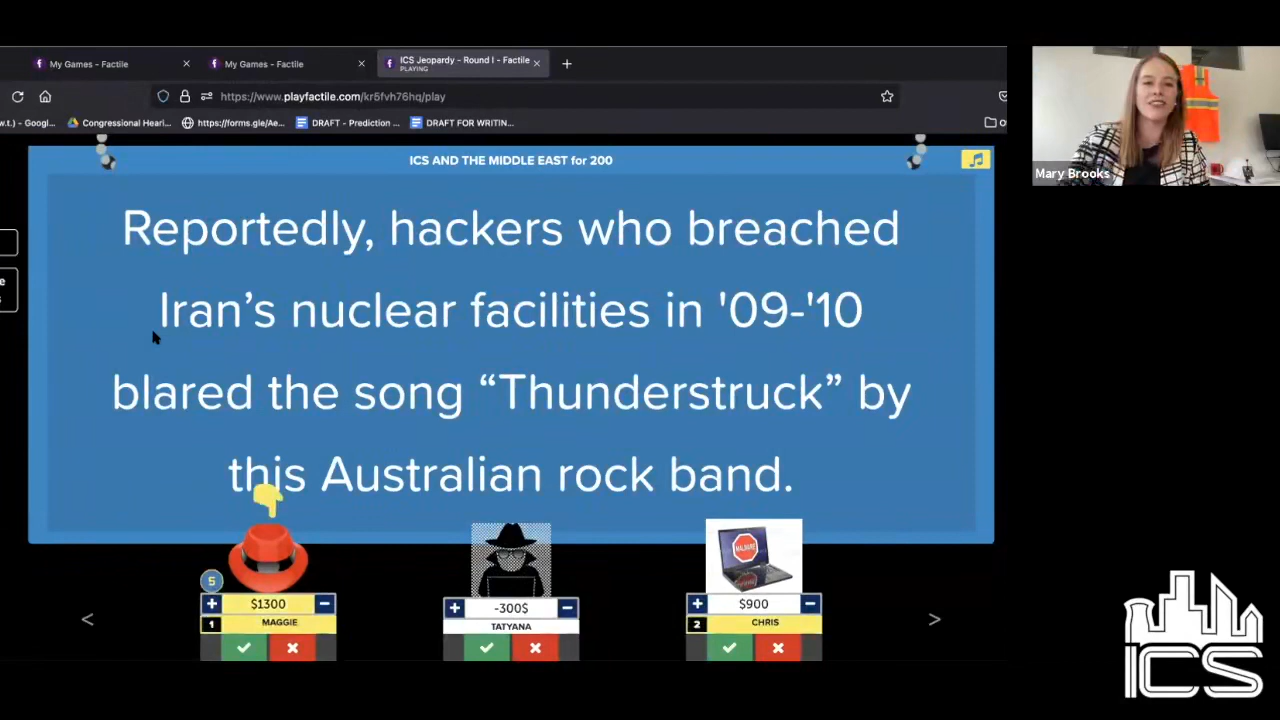 My Games – Factile
My Games – Factile
ICS Jeopardy - Round I - Factile
PLAYING
https://www.playfactile.com/kr5fvh76hq/play
w.t.) – Googl...
Congressional Heari...
https://forms.gle/Ae...
DRAFT - Prediction ...
DRAFT FOR WRITIN...
Mary Brooks
ICS AND THE MIDDLE EAST for 200
Reportedly, hackers who breached
Iran’s nuclear facilities in '09-'10
blared the song “Thunderstruck” by
this Australian rock band.
MALWARE
5
+ $1300 −
1 MAGGIE
+ -300$ −
TATYANA
+ $900 −
2 CHRIS
< >
ICS